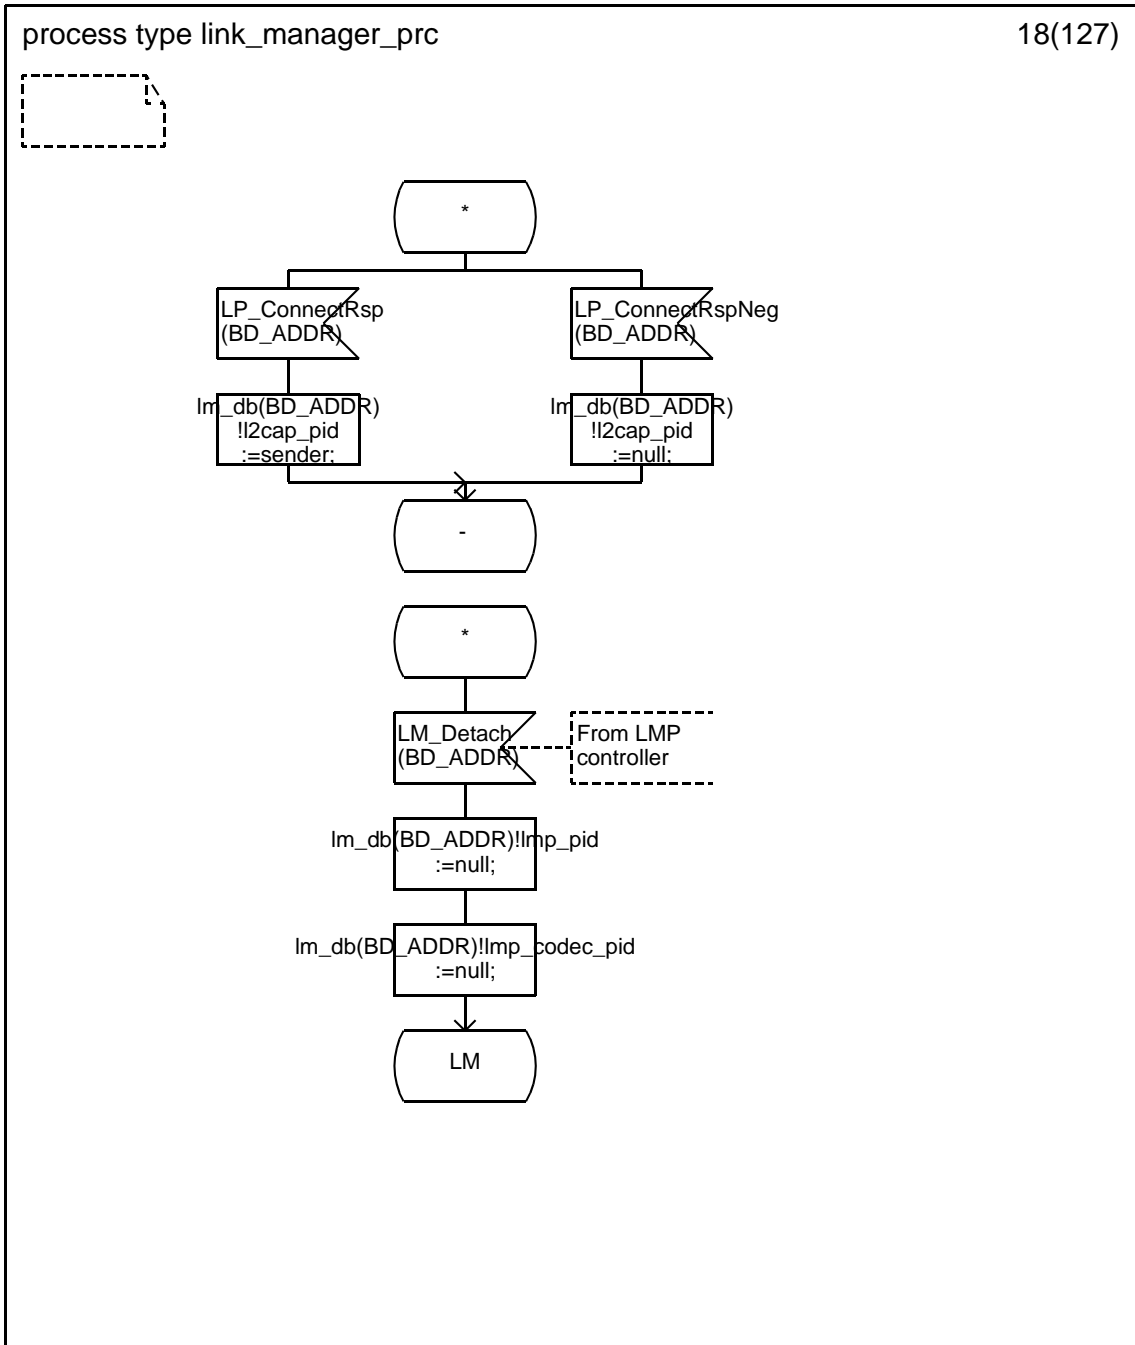 process type link_manager_prc
18(127)
*
LP_ConnectRsp
(BD_ADDR)
LP_ConnectRspNeg
(BD_ADDR)
lm_db(BD_ADDR)
!l2cap_pid
:=sender;
lm_db(BD_ADDR)
!l2cap_pid
:=null;
-
*
LM_Detach
(BD_ADDR)
From LMP
controller
lm_db(BD_ADDR)!lmp_pid
:=null;
lm_db(BD_ADDR)!lmp_codec_pid
:=null;
LM